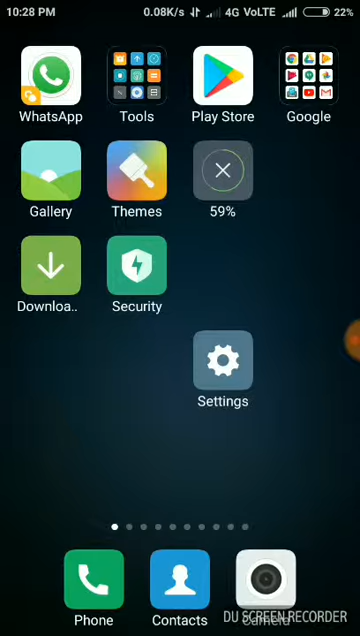 10:28 PM 0.08K/s 4G VoLTE 22%
WhatsApp Tools Play Store Google
Gallery Themes 59%
Downloa.. Security
Settings
Phone Contacts Camera
DU SCREEN RECORDER